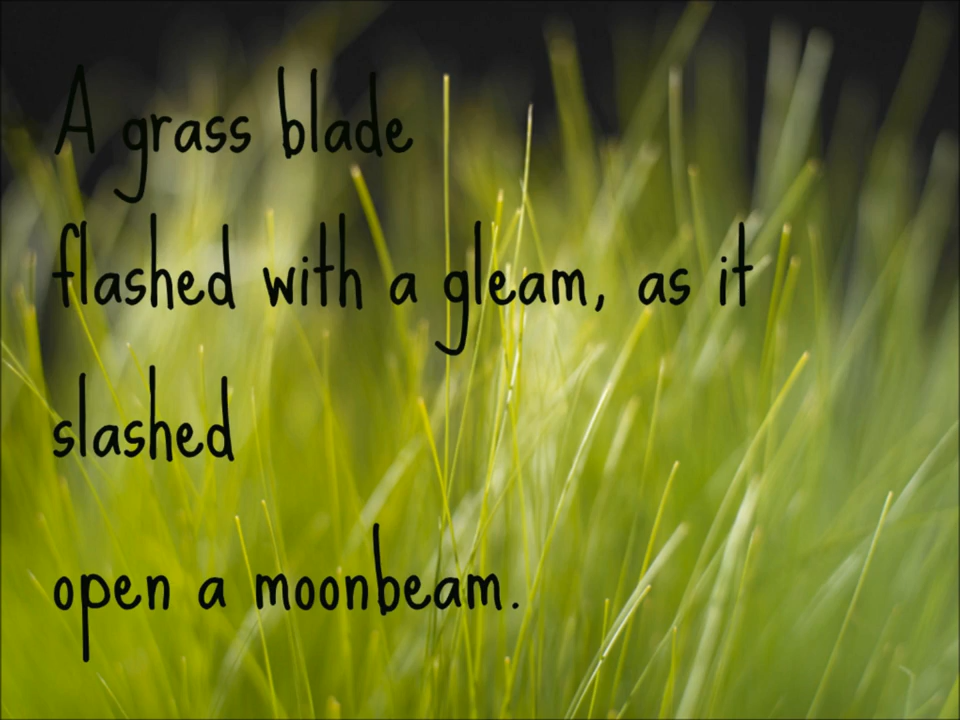 A grass blade
flashed with a gleam, as it
slashed
open a moonbeam.